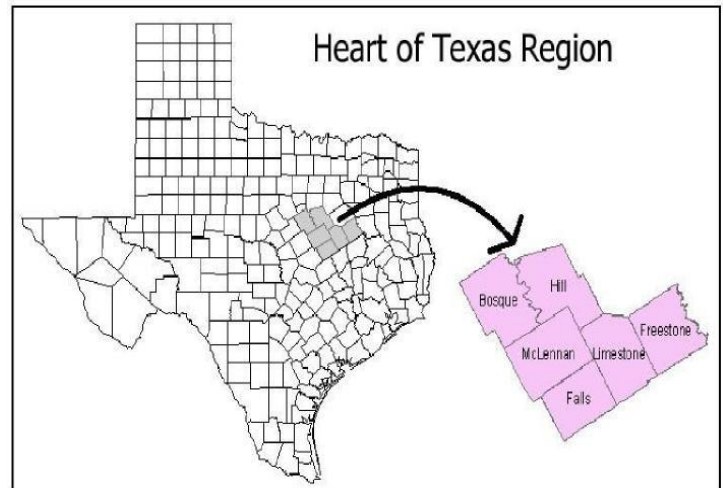 Heart of Texas Region
Hill
Bosque
Freestone
McLennan
Limestone
Falls